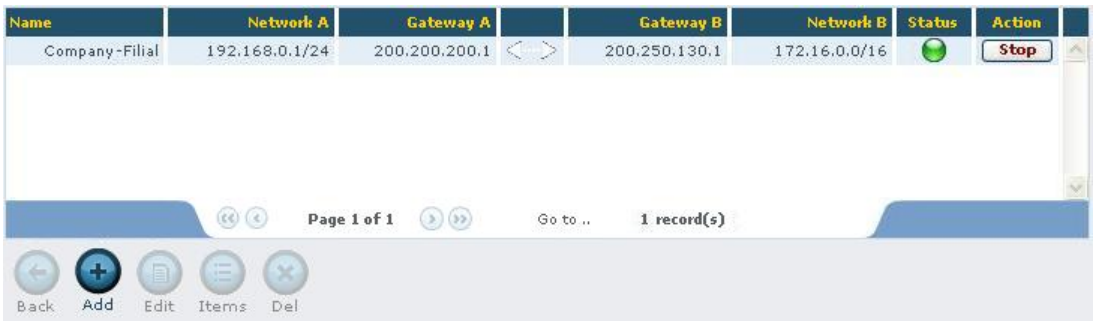 Name Network A Gateway A Gateway B Network B Status Action
Company-Filial 192.168.0.1/24 200.200.200.1 200.250.130.1 172.16.0.0/16 Stop
Page 1 of 1 Go to .. 1 record(s)
Back Add Edit Items Del